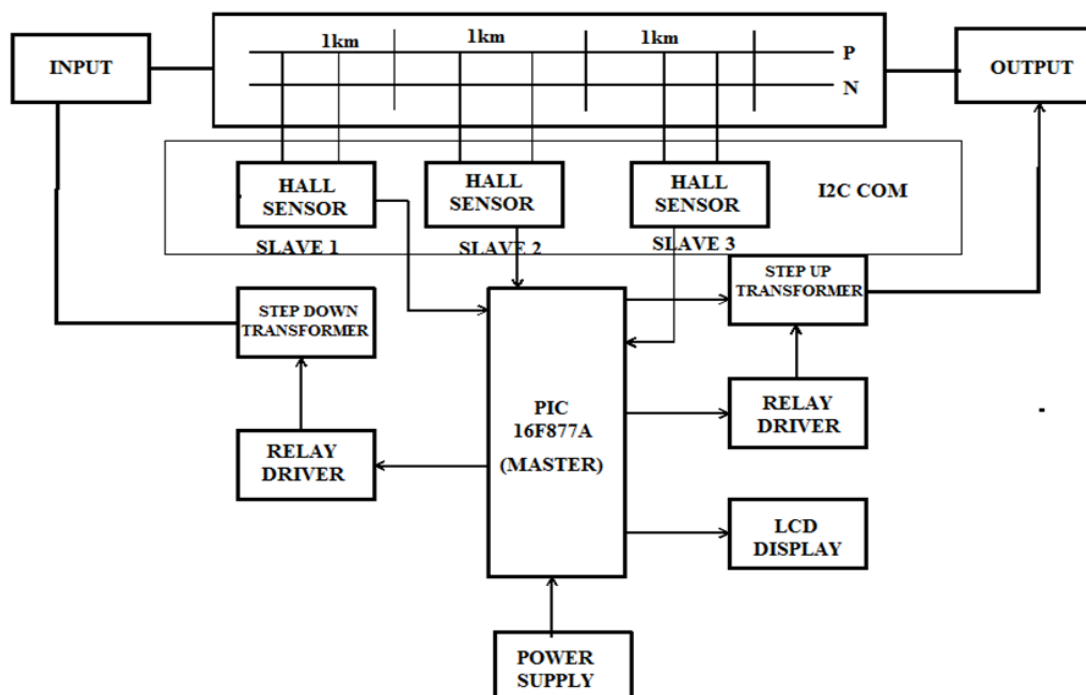 1km
1km
1km
INPUT
P
OUTPUT
N
HALL
SENSOR
HALL
SENSOR
HALL
SENSOR
I2C COM
SLAVE 1
SLAVE 2
SLAVE 3
STEP DOWN
TRANSFORMER
STEP UP
TRANSFORMER
PIC
16F877A
(MASTER)
RELAY
DRIVER
RELAY
DRIVER
LCD
DISPLAY
POWER
SUPPLY